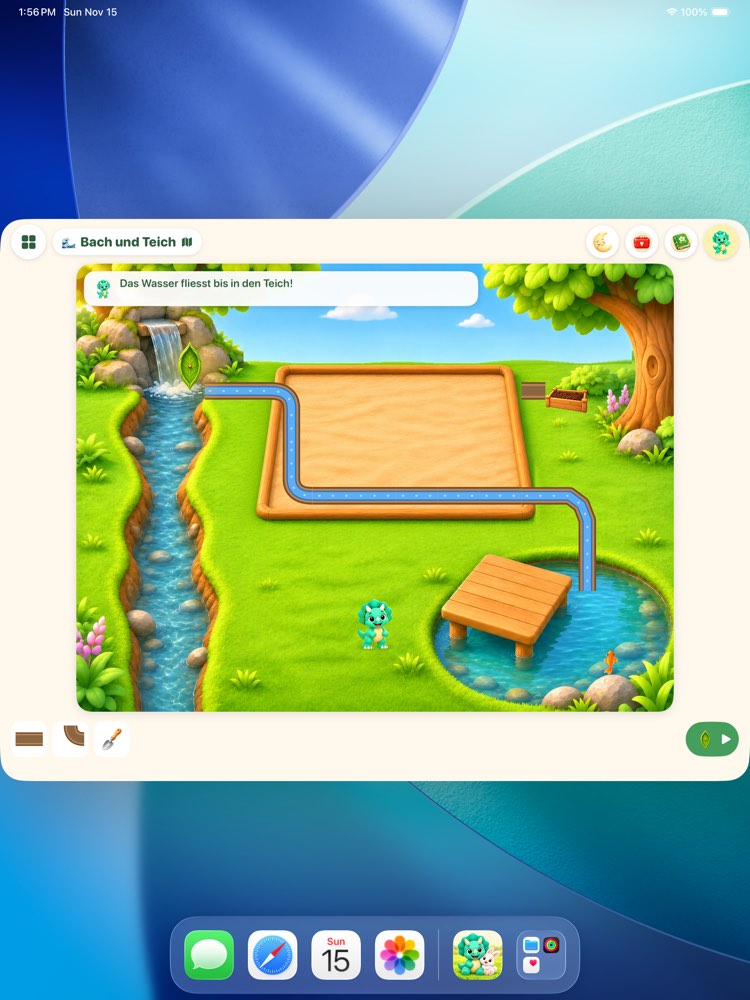 1:56 PM Sun Nov 15
100%
Bach und Teich
Das Wasser fliesst bis in den Teich!
Sun
15